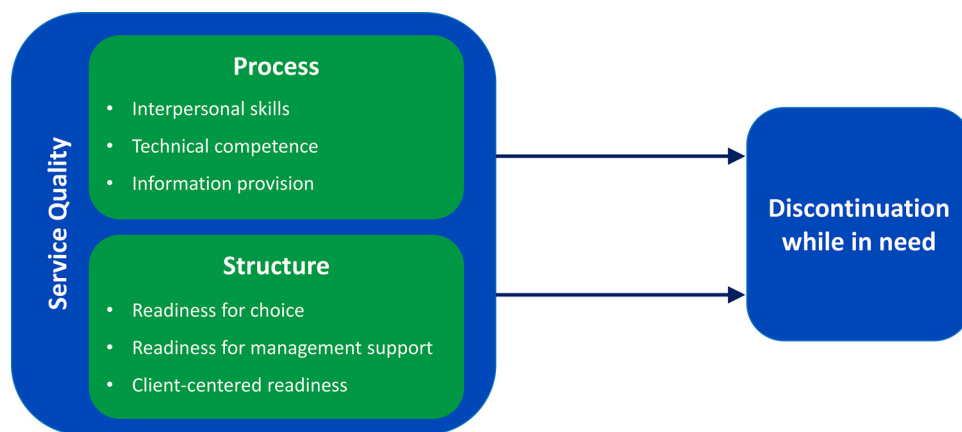 Service Quality
Process
• Interpersonal skills
• Technical competence
• Information provision
Structure
• Readiness for choice
• Readiness for management support
• Client-centered readiness
Discontinuation
while in need